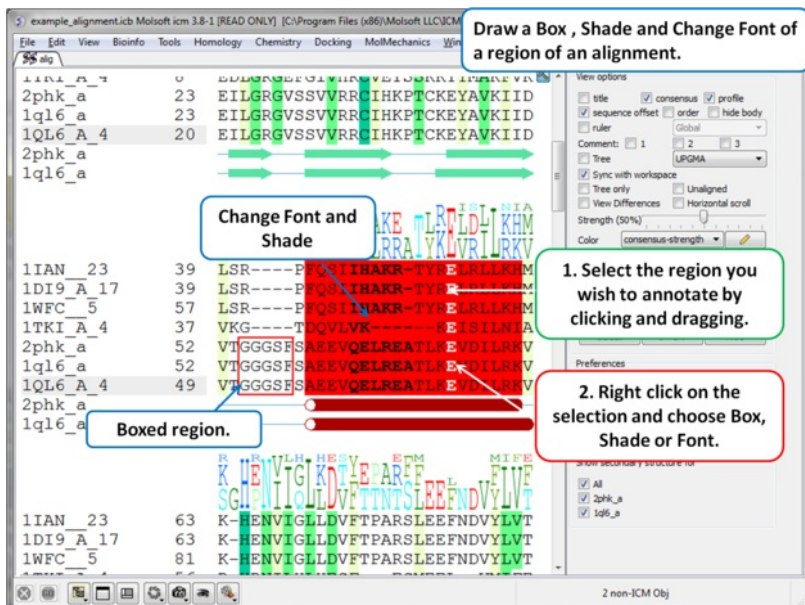 example_alignment.icb Molsoft icm 3.8-1 [READ ONLY] [C:\Program Files (x86)\Molsoft LLC\ICM
File Edit View Bioinfo Tools Homology Chemistry Docking MolMechanics
Draw a Box , Shade and Change Font of
a region of an alignment.
alg
1TKI_A_4
2phk_a 23 EILGRGVSSVVRRCIHKPTCKEYAVKIID
1ql6_a 23 EILGRGVSSVVRRCIHKPTCKEYAVKIID
1QL6_A_4 20 EILGRGVSSVVRRCIHKPTCKEYAVKIID
2phk_a
1ql6_a
View options
title consensus profile
sequence offset order hide body
ruler Global
Comment: 1 2 3
Tree UPGMA
Sync with workspace
Tree only Unaligned
View Differences Horizontal scroll
Strength (50%)
Color consensus-strength
Change Font and
Shade
1IAN__23 39 LSR----PFQSIIHAKR-TYRELRLLKHM
1DI9_A_17 39 LSR----PFQSIIHAKR-TYRELRLLKHM
1WFC__5 57 LSR----PFQSIIHAKR-TYRELRLLKHM
1TKI_A_4 37 VKG----TDQVLVK-----KEISILNIA
2phk_a 52 VTGGGSFSAEEVQELREATLKEVDILRKV
1ql6_a 52 VTGGGSFSAEEVQELREATLKEVDILRKV
1QL6_A_4 49 VTGGGSFSAEEVQELREATLKEVDILRKV
2phk_a
1ql6_a
1. Select the region you
wish to annotate by
clicking and dragging.
Preferences
2. Right click on the
selection and choose Box,
Shade or Font.
Boxed region.
Show secondary structure for
All
2phk_a
1ql6_a
1IAN__23 63 K-HENVIGLLDVFTPARSLEEFNDVYLVT
1DI9_A_17 63 K-HENVIGLLDVFTPARSLEEFNDVYLVT
1WFC__5 81 K-HENVIGLLDVFTPARSLEEFNDVYLVT
2 non-ICM Obj